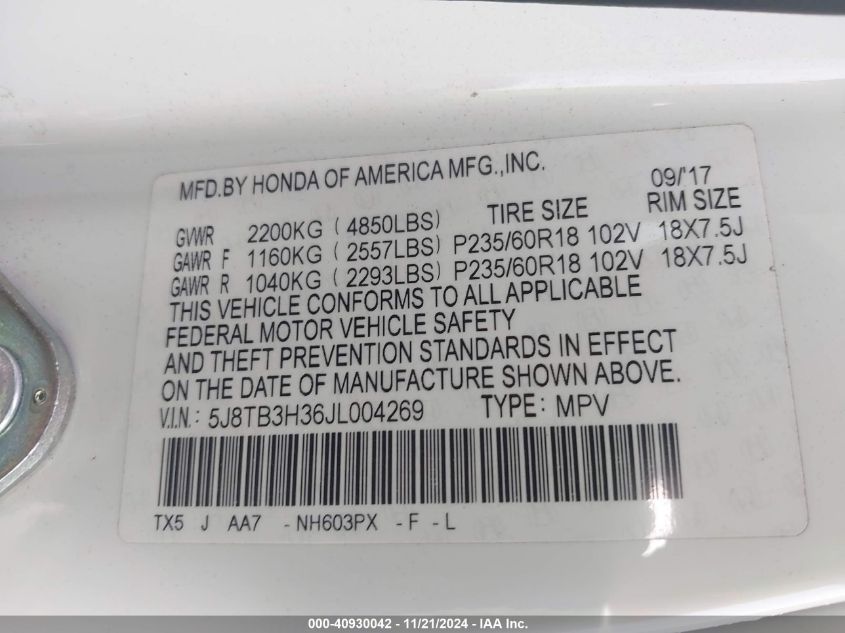 MFD.BY HONDA OF AMERICA MFG.,INC. 09/'17
GVWR 2200KG ( 4850LBS) TIRE SIZE RIM SIZE
GAWR F 1160KG ( 2557LBS) P235/60R18 102V 18X7.5J
GAWR R 1040KG ( 2293LBS) P235/60R18 102V 18X7.5J
THIS VEHICLE CONFORMS TO ALL APPLICABLE
FEDERAL MOTOR VEHICLE SAFETY
AND THEFT PREVENTION STANDARDS IN EFFECT
ON THE DATE OF MANUFACTURE SHOWN ABOVE.
V.I.N.: 5J8TB3H36JL004269 TYPE: MPV
TX5 J AA7 -NH603PX -F -L
000-40930042 - 11/21/2024 - IAA Inc.